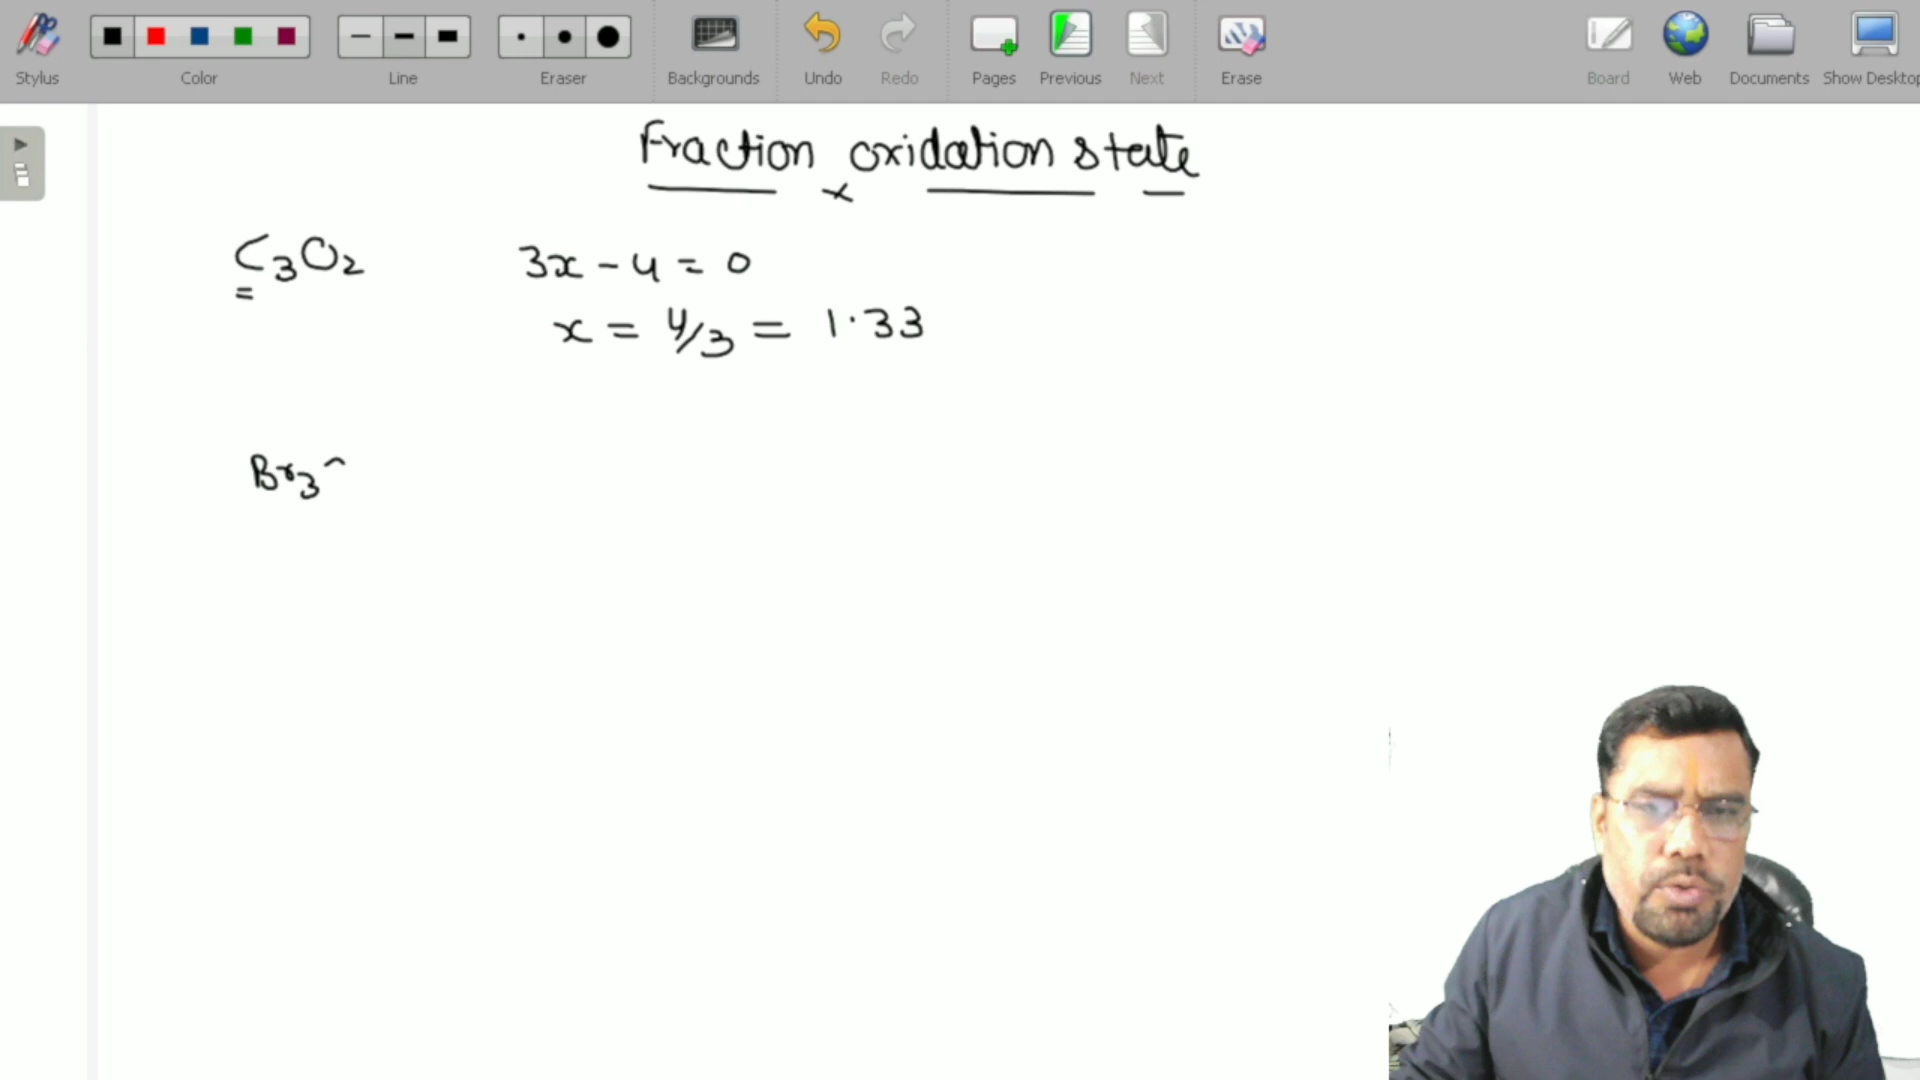 Stylus Color Line Eraser Backgrounds Undo Redo Pages Previous Next Erase Board Web Documents Show Desktop
Fraction oxidation state
×
C3O2 3x - 4 = 0
=
x = 4/3 = 1.33
Br3